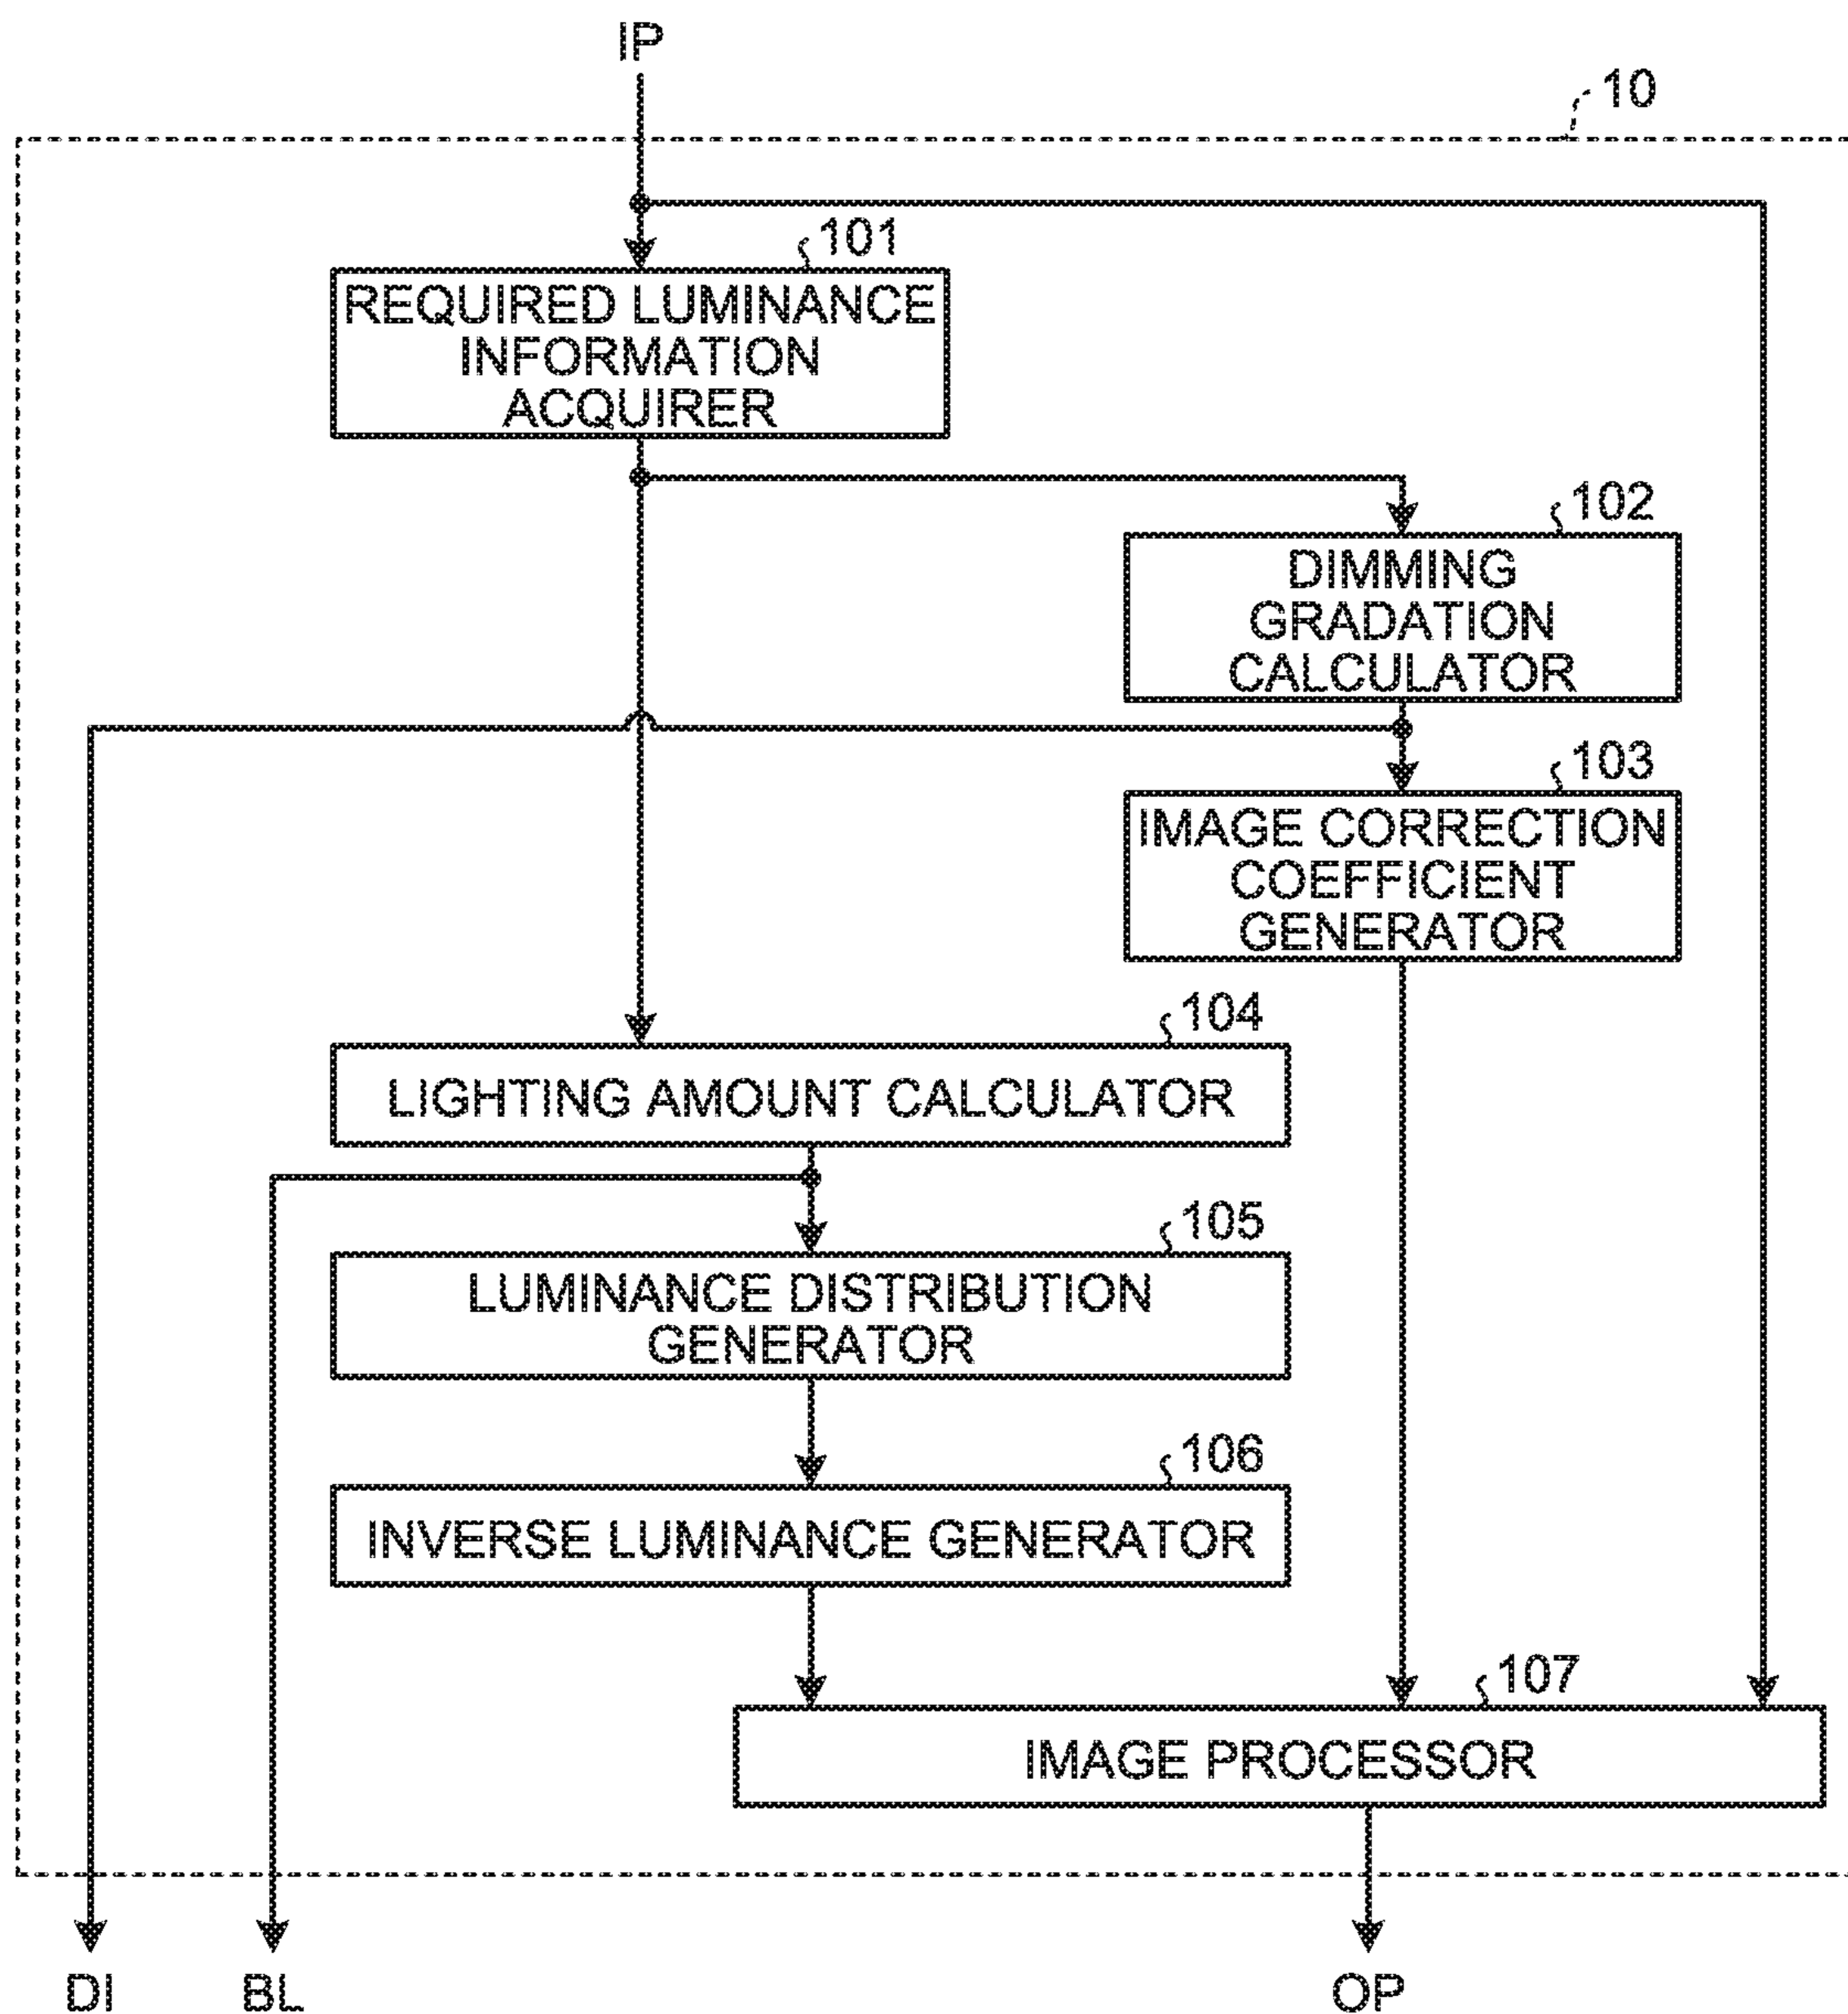 IP
10
101
REQUIRED LUMINANCE
INFORMATION
ACQUIRER
102
DIMMING
GRADATION
CALCULATOR
103
IMAGE CORRECTION
COEFFICIENT
GENERATOR
104
LIGHTING AMOUNT CALCULATOR
105
LUMINANCE DISTRIBUTION
GENERATOR
106
INVERSE LUMINANCE GENERATOR
107
IMAGE PROCESSOR
DI
BL
OP